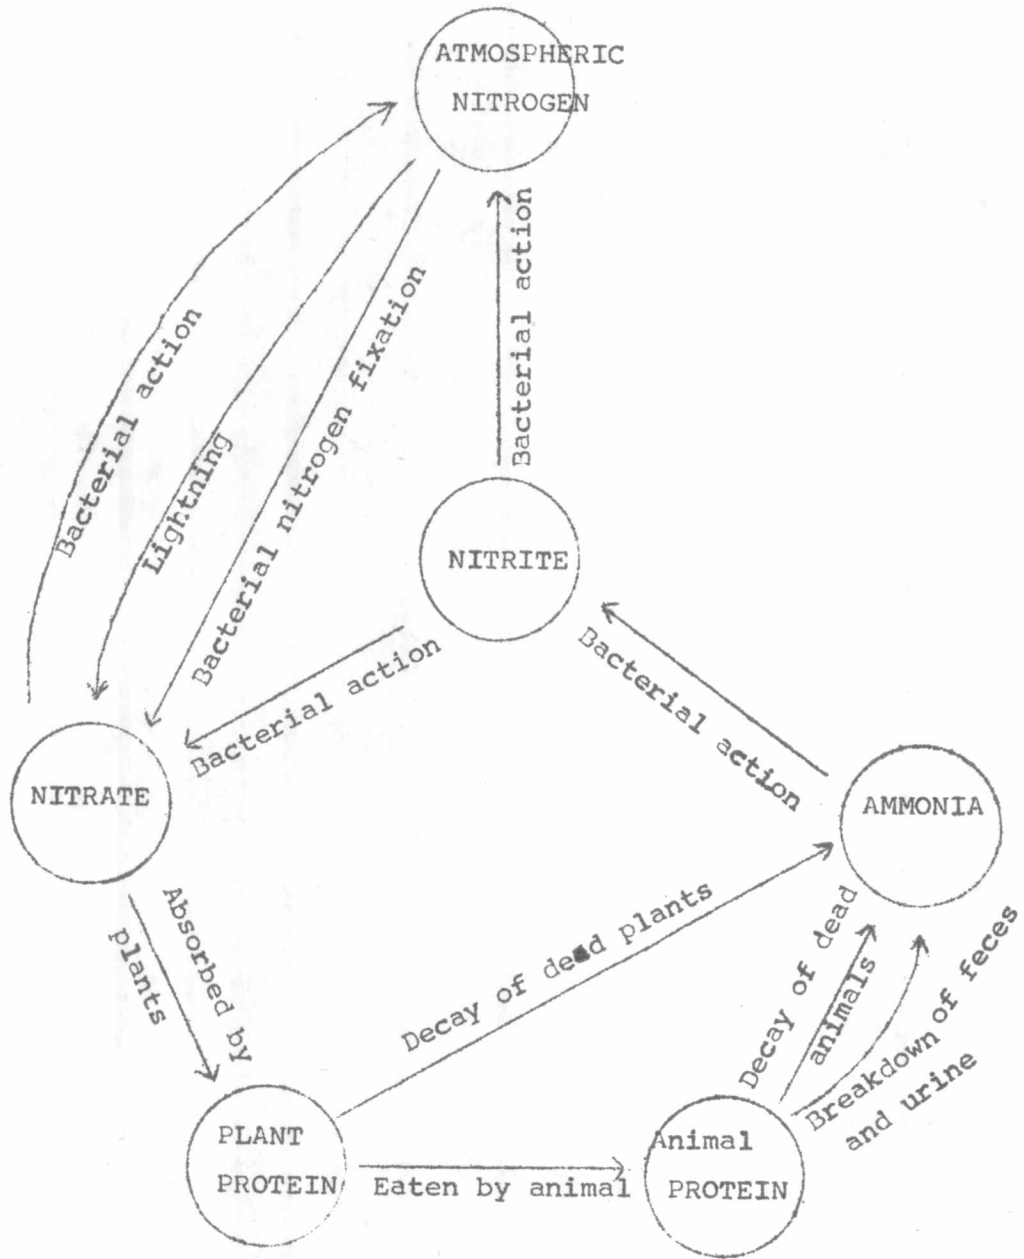 ATMOSPHERIC
NITROGEN
Bacterial action
Lightning
Bacterial nitrogen fixation
Bacterial action
NITRITE
Bacterial action
Bacterial action
NITRATE
AMMONIA
Absorbed by
plants
Decay of dead plants
Decay of dead
animals
Breakdown of feces
and urine
PLANT
PROTEIN
Eaten by animal
Animal
PROTEIN